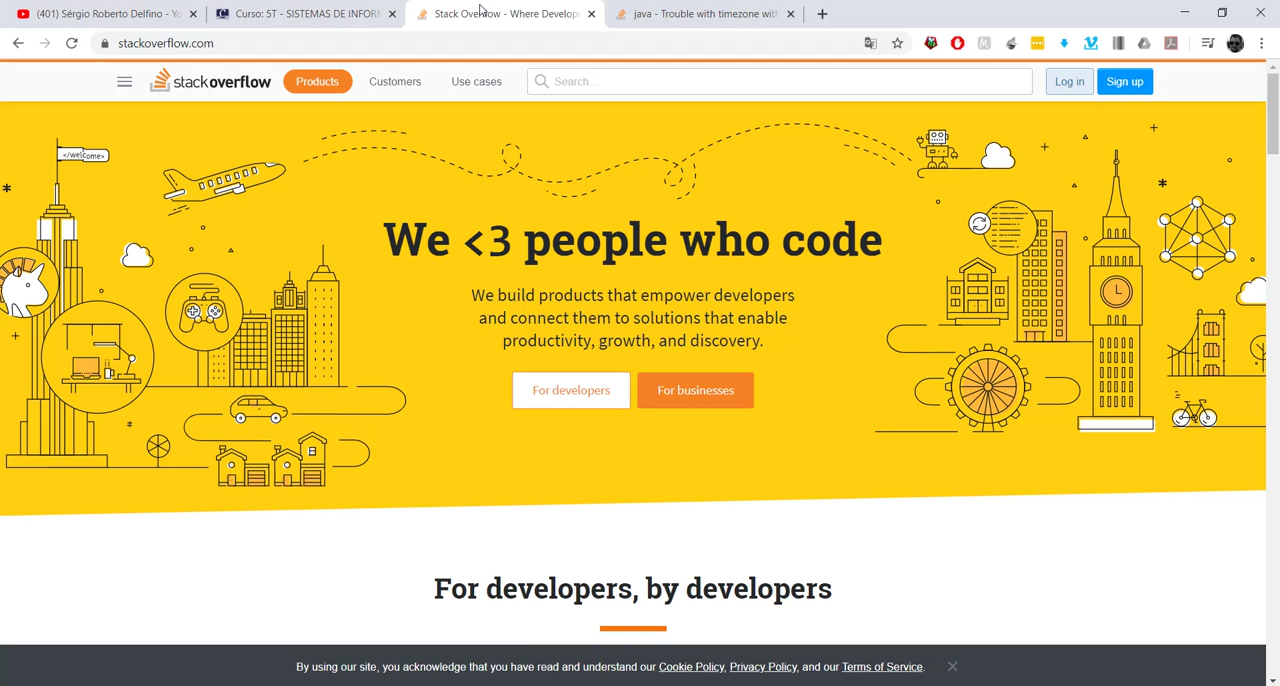 (401) Sérgio Roberto Delfino - Yo
Curso: 5T - SISTEMAS DE INFOR
Stack Overflow - Where Develop
java - Trouble with timezone with
stackoverflow.com
stackoverflow
Products
Customers
Use cases
Search…
Log in
Sign up
</welcome>
We <3 people who code
We build products that empower developers
and connect them to solutions that enable
productivity, growth, and discovery.
For developers
For businesses
For developers, by developers
By using our site, you acknowledge that you have read and understand our Cookie Policy, Privacy Policy, and our Terms of Service.